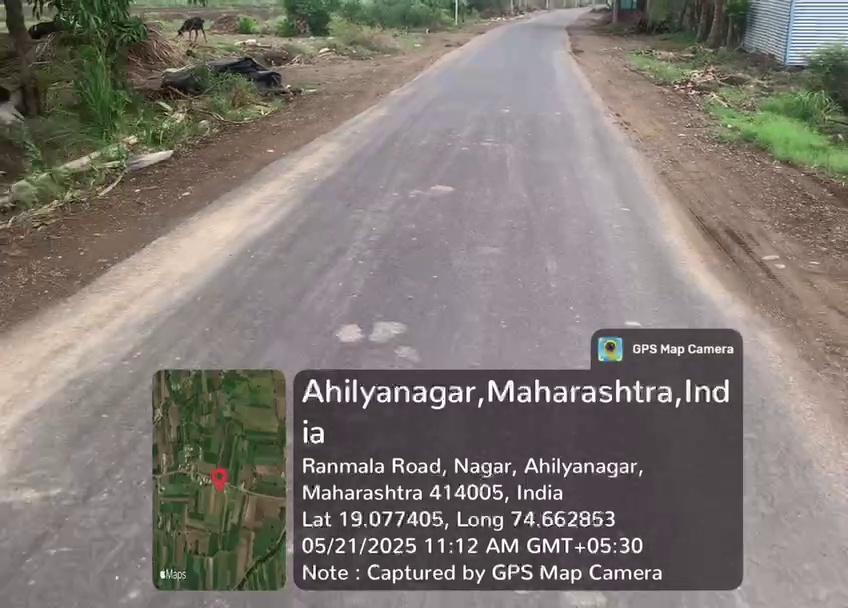 GPS Map Camera
Ahilyanagar,Maharashtra,Ind
ia
Ranmala Road, Nagar, Ahilyanagar,
Maharashtra 414005, India
Lat 19.077405, Long 74.662853
05/21/2025 11:12 AM GMT+05:30
Note : Captured by GPS Map Camera
Maps